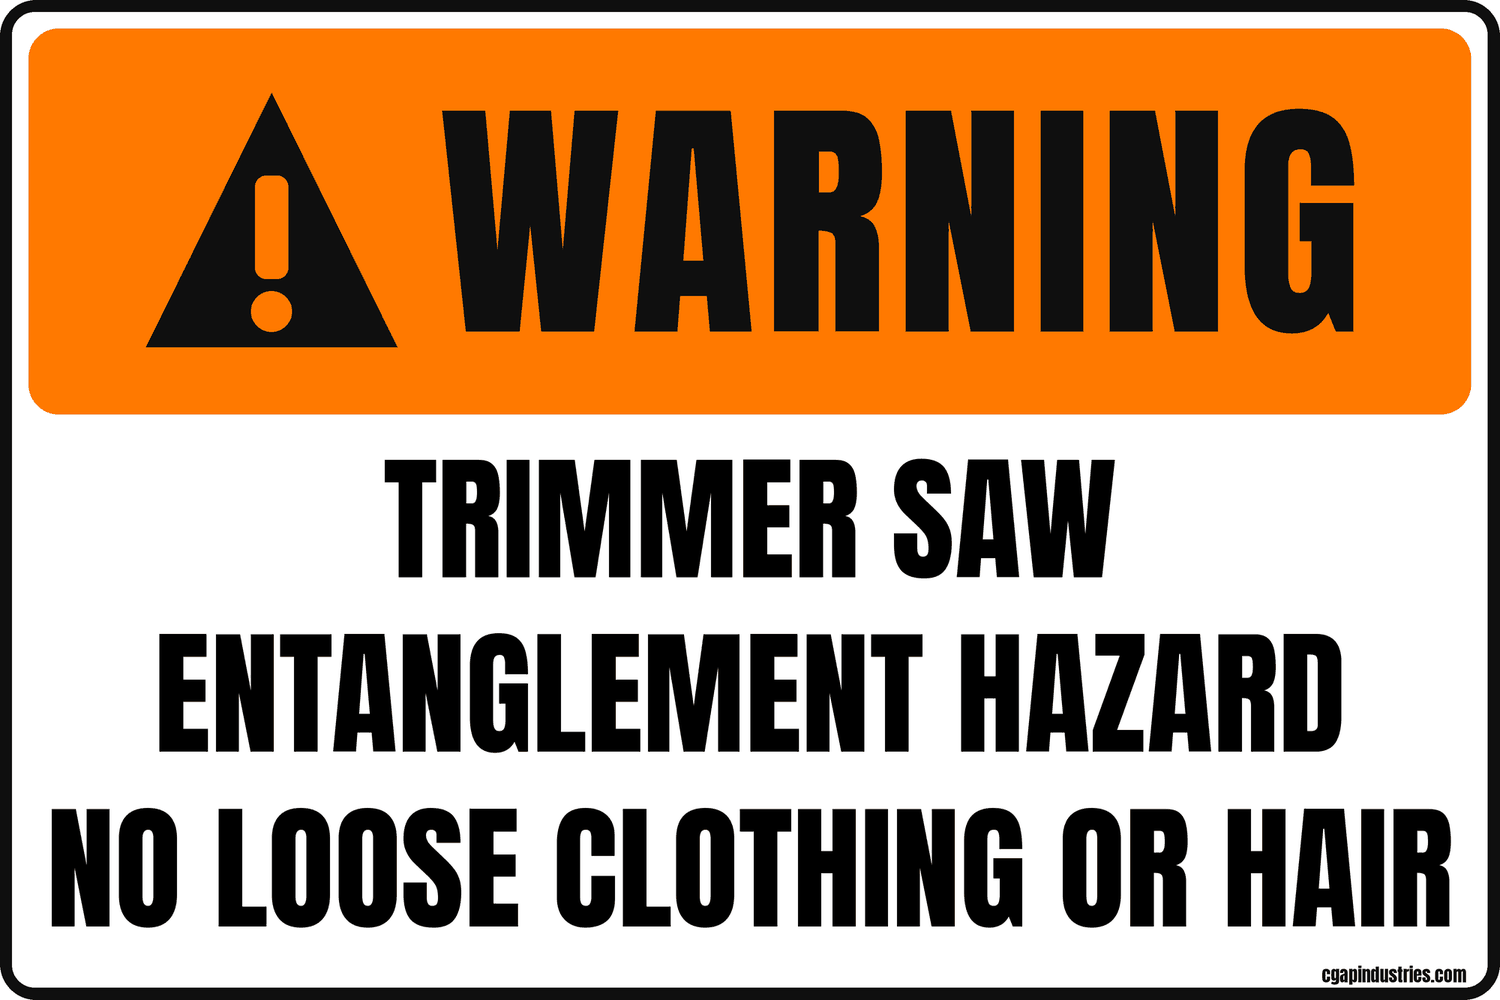 WARNING
TRIMMER SAW
ENTANGLEMENT HAZARD
NO LOOSE CLOTHING OR HAIR
cgapindustries.com